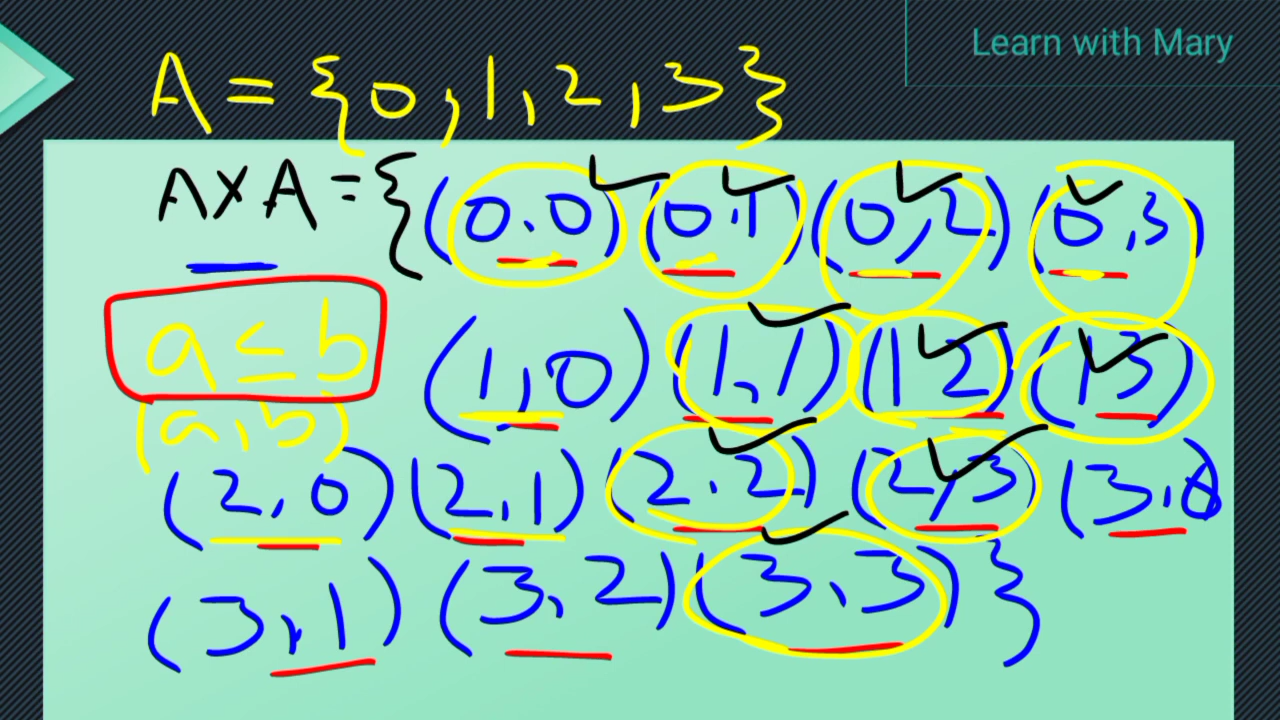 Learn with Mary
A = {0,1,2,3}
A×A={(0,0)(0,1)(0,2)(0,3)
a≤b
(1,0)(1,1)(1 2)(1 3)
(a,b)
(2,0)(2,1)(2,2)(2,3)(3,0)
(3,1)(3,2)(3,3)}